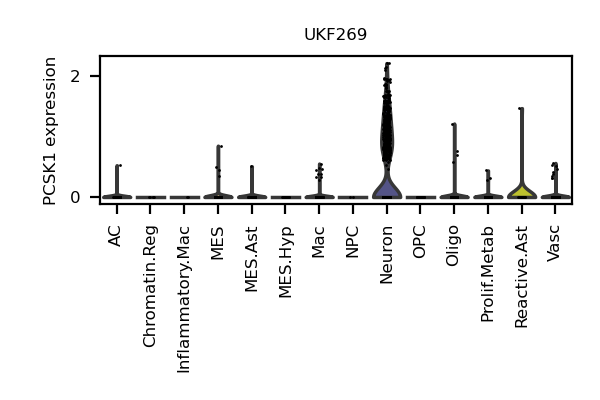 UKF269
PCSK1 expression
2
0
AC
Chromatin.Reg
Inflammatory.Mac
MES
MES.Ast
MES.Hyp
Mac
NPC
Neuron
OPC
Oligo
Prolif.Metab
Reactive.Ast
Vasc